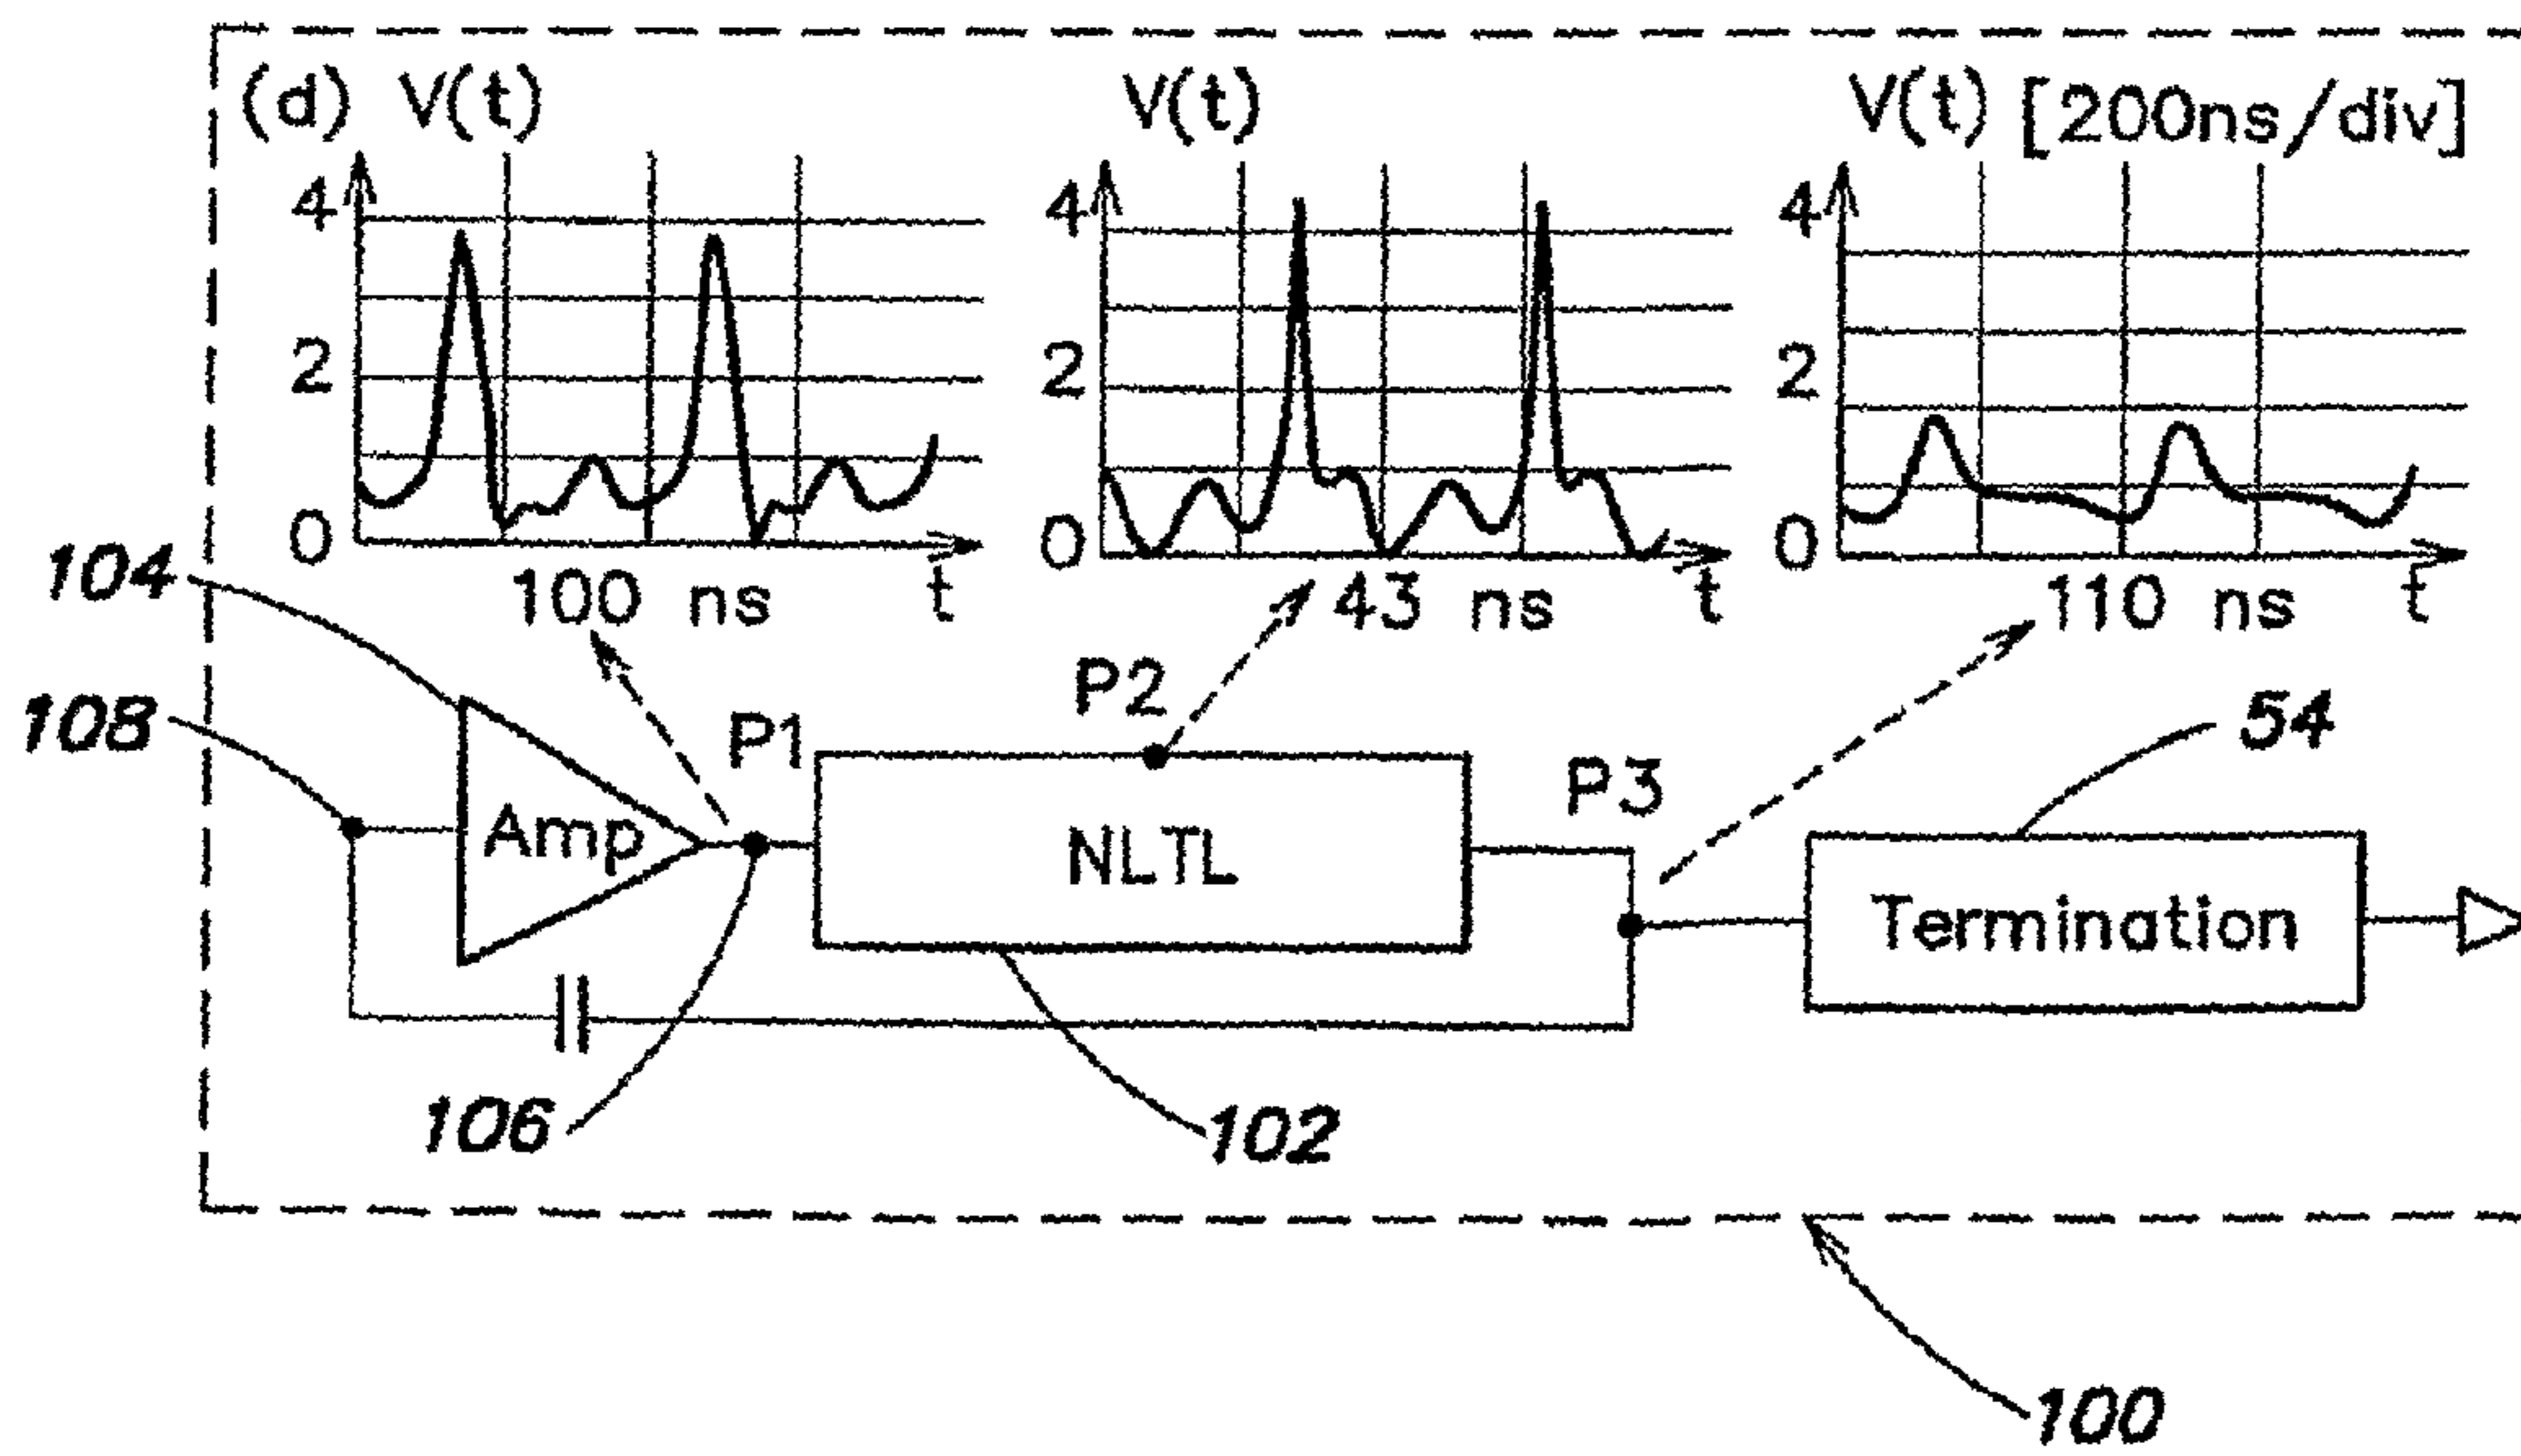 (d) V(t) V(t) V(t) [200ns/div]
4 4 4
2 2 2
0 0 0
100 ns t 43 ns t 110 ns t
104
108
P1 P2 P3 54
Amp NLTL Termination
106 102
100